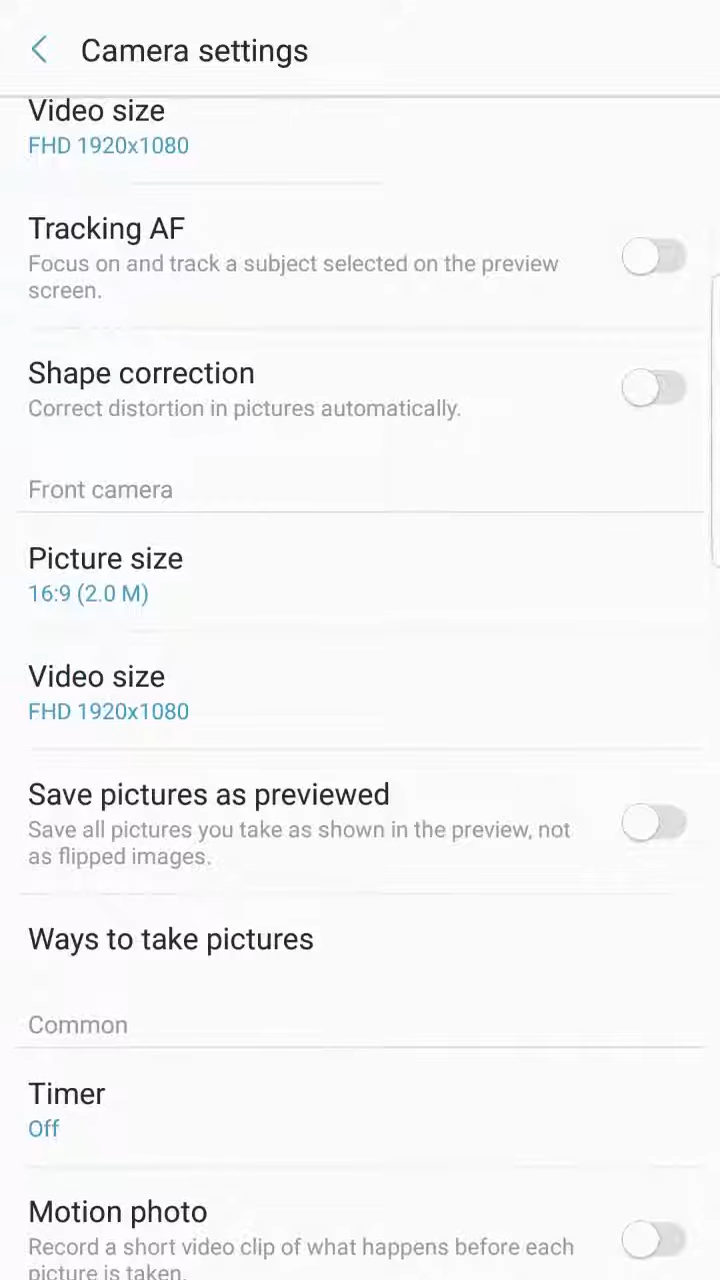 Camera settings
Video size
FHD 1920x1080
Tracking AF
Focus on and track a subject selected on the preview
screen.
Shape correction
Correct distortion in pictures automatically.
Front camera
Picture size
16:9 (2.0 M)
Video size
FHD 1920x1080
Save pictures as previewed
Save all pictures you take as shown in the preview, not
as flipped images.
Ways to take pictures
Common
Timer
Off
Motion photo
Record a short video clip of what happens before each
picture is taken.